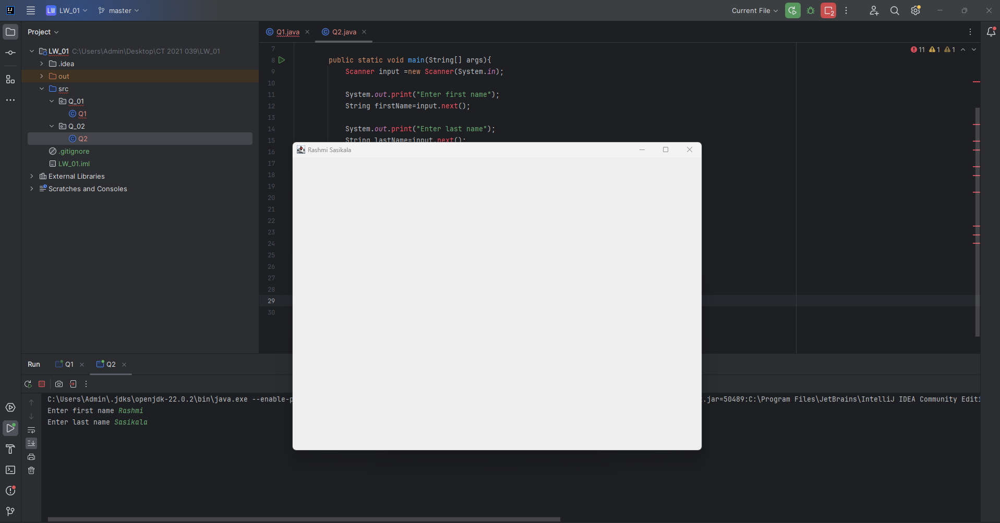 LW LW_01 master Current File 2
Project
Q1.java Q2.java
LW_01 C:\Users\Admin\Desktop\CT 2021 039\LW_01
.idea
out
src
Q_01
Q1
Q_02
Q2
.gitignore
LW_01.iml
External Libraries
Scratches and Consoles
11 1 1
7
8 public static void main(String[] args){
9 Scanner input =new Scanner(System.in);
10
11 System.out.print("Enter first name");
12 String firstName=input.next();
13
14 System.out.print("Enter last name");
15 String lastName=input.next();
16
17
18
19
20
21
22
23
24
25
26
27
28
29
30
Rashmi Sasikala
Run Q1 Q2
C:\Users\Admin\.jdks\openjdk-22.0.2\bin\java.exe --enable-p
.jar=50489:C:\Program Files\JetBrains\IntelliJ IDEA Community Editi
Enter first name Rashmi
Enter last name Sasikala